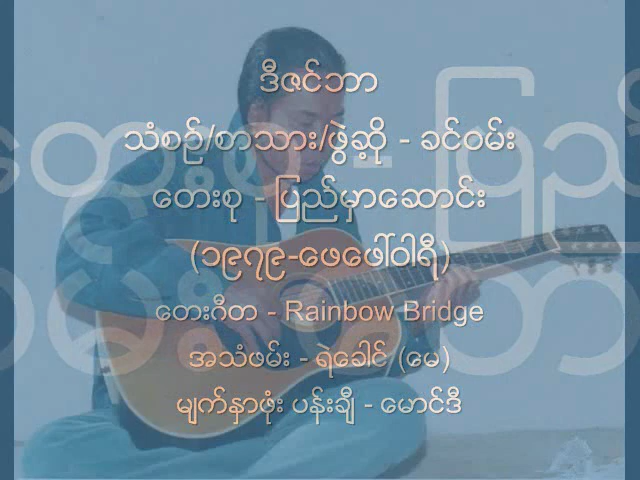 ဒီဇင်ဘာ
သံစဉ်/စာသား/ဖွဲ့ဆို - ခင်ဝမ်း
တေးစု - ပြည်မှာဆောင်း
(၁၉၇၉-ဖေဖေါ်ဝါရီ)
တေးဂီတ - Rainbow Bridge
အသံဖမ်း - ရဲခေါင် (မေ)
မျက်နှာဖုံး ပန်းချီ - မောင်ဒီ